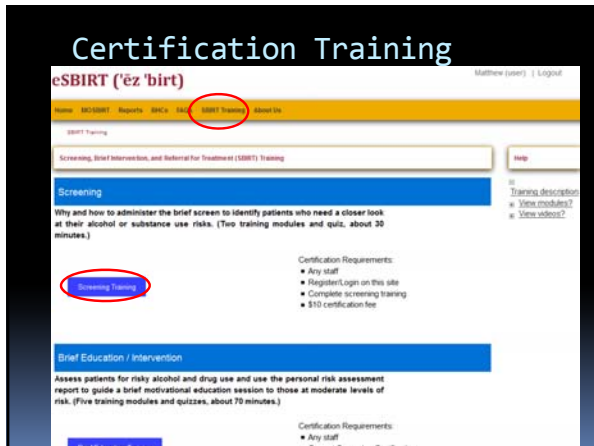 Certification Training
eSBIRT ('ēz 'birt)
Matthew (user) | Logout
Home MOSBIRT Reports BHCs FAQs SBIRT Training About Us
SBIRT Training
Screening, Brief Intervention, and Referral for Treatment (SBIRT) Training
Help
Screening
Training description
View modules?
View videos?
Why and how to administer the brief screen to identify patients who need a closer look
at their alcohol or substance use risks. (Two training modules and quiz, about 30
minutes.)
Certification Requirements:
Any staff
Register/Login on this site
Complete screening training
$10 certification fee
Screening Training
Brief Education / Intervention
Assess patients for risky alcohol and drug use and use the personal risk assessment
report to guide a brief motivational education session to those at moderate levels of
risk. (Five training modules and quizzes, about 70 minutes.)
Certification Requirements:
Any staff